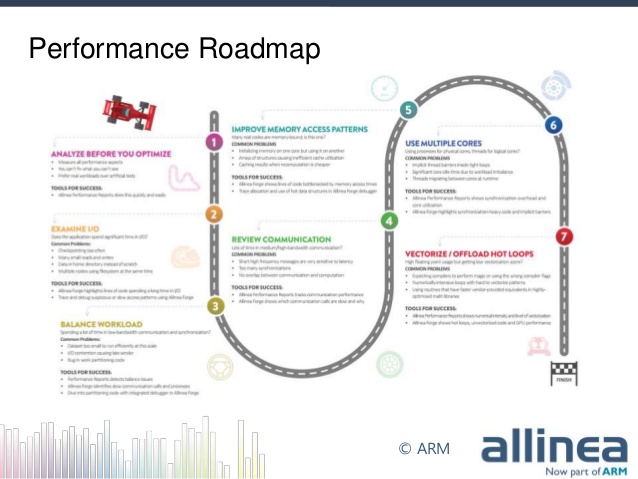 Performance Roadmap
1
ANALYZE BEFORE YOU OPTIMIZE
Measure all performance aspects
You can't fix what you can't see
Prefer real workloads over artificial tests
TOOLS FOR SUCCESS:
Allinea Performance Reports does this quickly and easily
2
EXAMINE I/O
Does the application spend significant time in I/O?
Common Problems:
Checkpointing too often
Many small reads and writes
Data in home directory instead of scratch
Multiple nodes using filesystem at the same time
TOOLS FOR SUCCESS:
Allinea Forge highlights lines of code spending a long time in I/O
Trace and debug suspicious or slow access patterns using Allinea Forge
3
BALANCE WORKLOAD
Spending a lot of time in low-bandwidth communication and synchronization?
Common Problems:
Dataset too small to run efficiently at this scale
I/O contention causing late sender
Bug in work partitioning code
TOOLS FOR SUCCESS:
Performance Reports detects balance issues
Allinea Forge identifies slow communication calls and processes
Dive into partitioning code with integrated debugger in Allinea Forge
4
REVIEW COMMUNICATION
Lots of time in medium/high-bandwidth communication?
COMMON PROBLEMS
Short high frequency messages are very sensitive to latency
Too many synchronizations
No overlap between communication and computation
TOOLS FOR SUCCESS:
Allinea Performance Reports tracks communication performance
Allinea Forge shows which communication calls are slow and why
5
IMPROVE MEMORY ACCESS PATTERNS
Many real codes are memory-bound, is this one?
COMMON PROBLEMS
Initializing memory on one core but using it on another
Arrays of structures causing inefficient cache utilization
Caching results when recomputation is cheaper
TOOLS FOR SUCCESS:
Allinea Forge shows lines of code bottlenecked by memory access times
Trace allocation and use of hot data structures in Allinea Forge debugger
6
USE MULTIPLE CORES
Using processes for physical cores, threads for logical cores?
COMMON PROBLEMS
Implicit thread barriers inside tight loops
Significant core idle time due to workload imbalance
Threads migrating between cores at runtime
TOOLS FOR SUCCESS:
Allinea Performance Reports shows synchronization overhead and
core utilization
Allinea Forge highlights synchronization-heavy code and implicit barriers
7
VECTORIZE / OFFLOAD HOT LOOPS
High floating point usage but getting low vectorization scores?
COMMON PROBLEMS
Expecting compilers to perform magic or using the wrong compiler flags
Numerically intensive loops with hard to vectorize patterns
Using routines that have faster vendor-provided equivalents in highly-
optimized math libraries
TOOLS FOR SUCCESS:
Allinea Performance Reports shows numerical intensity and level of vectorization
Allinea Forge shows hot loops, unvectorized code and GPU performance
FINISH
© ARM
allinea
Now part of ARM